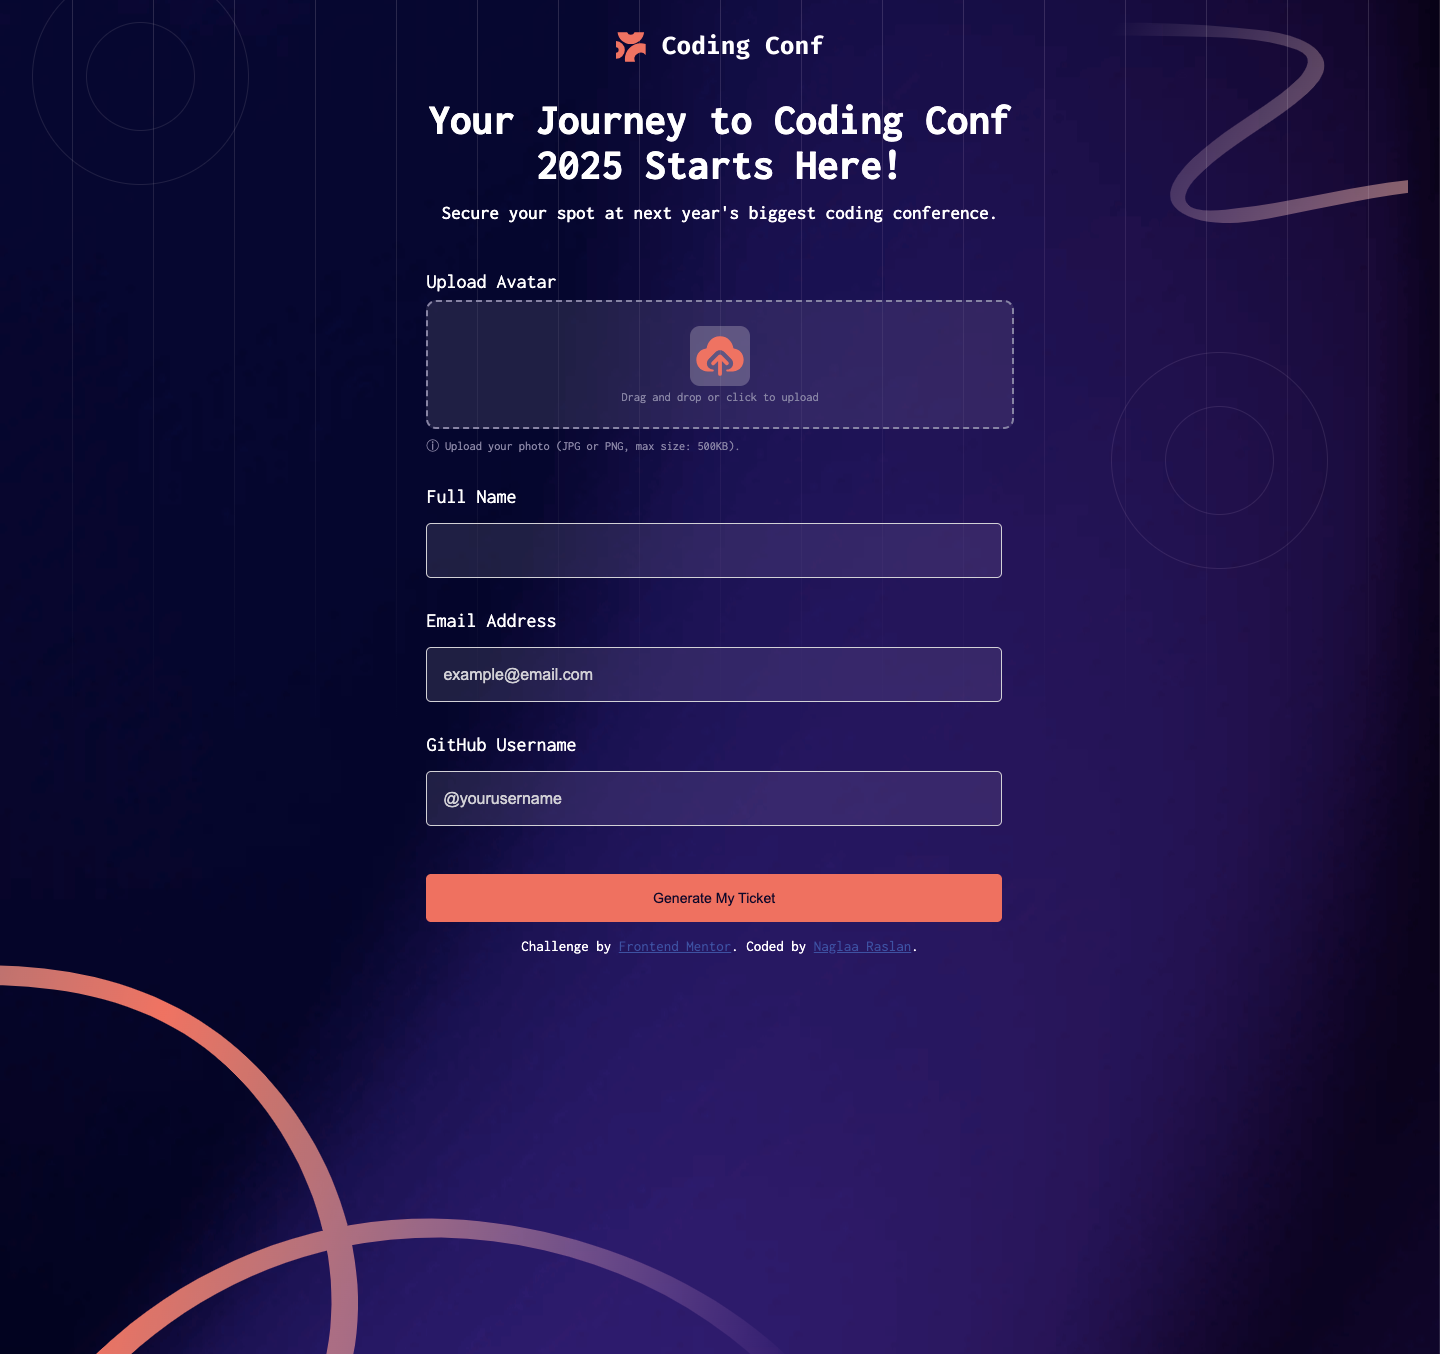 Coding Conf
Your Journey to Coding Conf
2025 Starts Here!
Secure your spot at next year's biggest coding conference.
Upload Avatar
Drag and drop or click to upload
Upload your photo (JPG or PNG, max size: 500KB).
Full Name
Email Address
example@email.com
GitHub Username
@yourusername
Generate My Ticket
Challenge by Frontend Mentor. Coded by Naglaa Raslan.